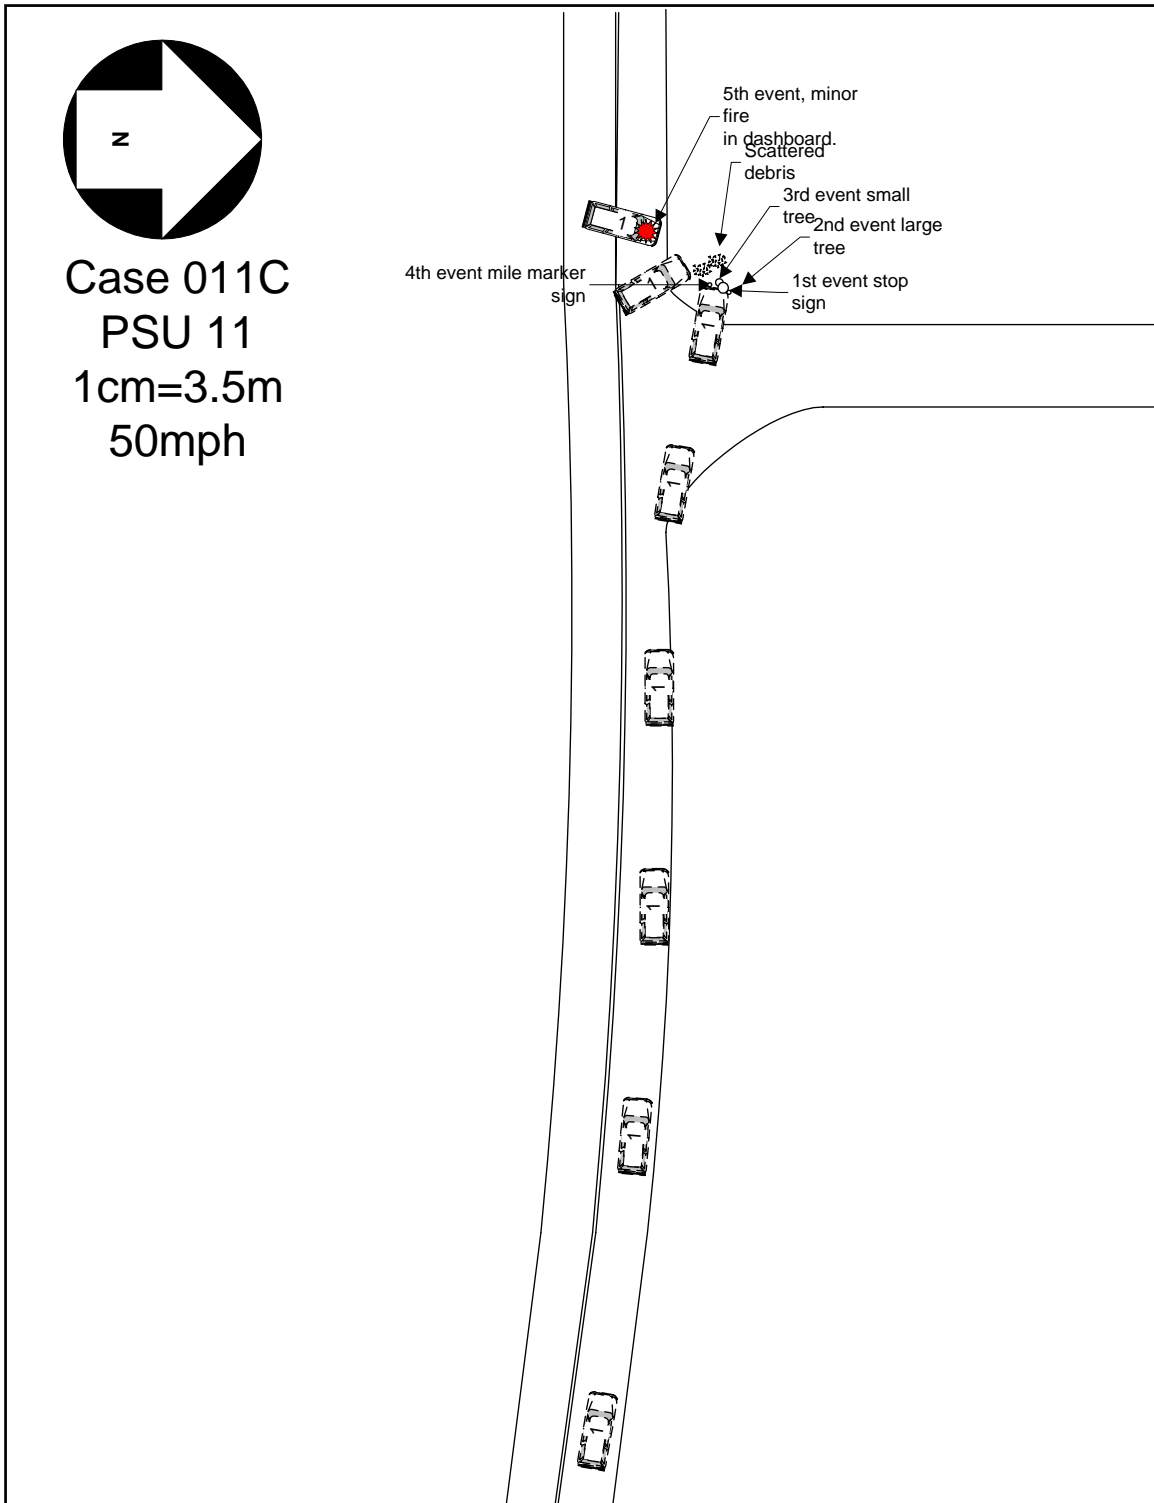 N
Case 011C
PSU 11
1cm=3.5m
50mph
5th event, minor
fire
in dashboard.
Scattered
debris
3rd event small
tree
2nd event large
tree
4th event mile marker
sign
1st event stop
sign
1
1
1
1
1
1
1
1